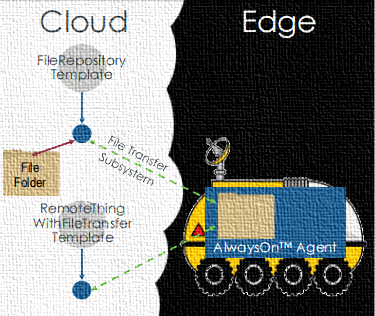 Cloud
Edge
FileRepository
Template
File Transfer
Subsystem
File
Folder
RemoteThing
WithFileTransfer
Template
AlwaysOn™ Agent